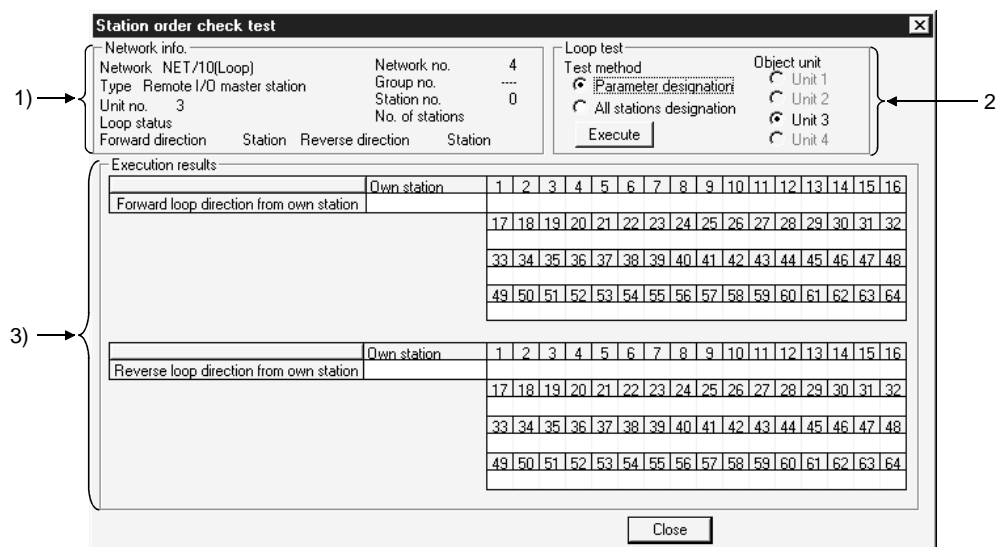 Station order check test
Network info.
Network NET/10(Loop)
Type Remote I/O master station
Unit no. 3
Loop status
Forward direction Station Reverse direction Station
Network no. 4
Group no. ----
Station no. 0
No. of stations
Loop test
Test method
Parameter designation
All stations designation
Execute
Object unit
Unit 1
Unit 2
Unit 3
Unit 4
1)
2
Execution results
Own station 1 2 3 4 5 6 7 8 9 10 11 12 13 14 15 16
Forward loop direction from own station
17 18 19 20 21 22 23 24 25 26 27 28 29 30 31 32
33 34 35 36 37 38 39 40 41 42 43 44 45 46 47 48
49 50 51 52 53 54 55 56 57 58 59 60 61 62 63 64
3)
Own station 1 2 3 4 5 6 7 8 9 10 11 12 13 14 15 16
Reverse loop direction from own station
17 18 19 20 21 22 23 24 25 26 27 28 29 30 31 32
33 34 35 36 37 38 39 40 41 42 43 44 45 46 47 48
49 50 51 52 53 54 55 56 57 58 59 60 61 62 63 64
Close